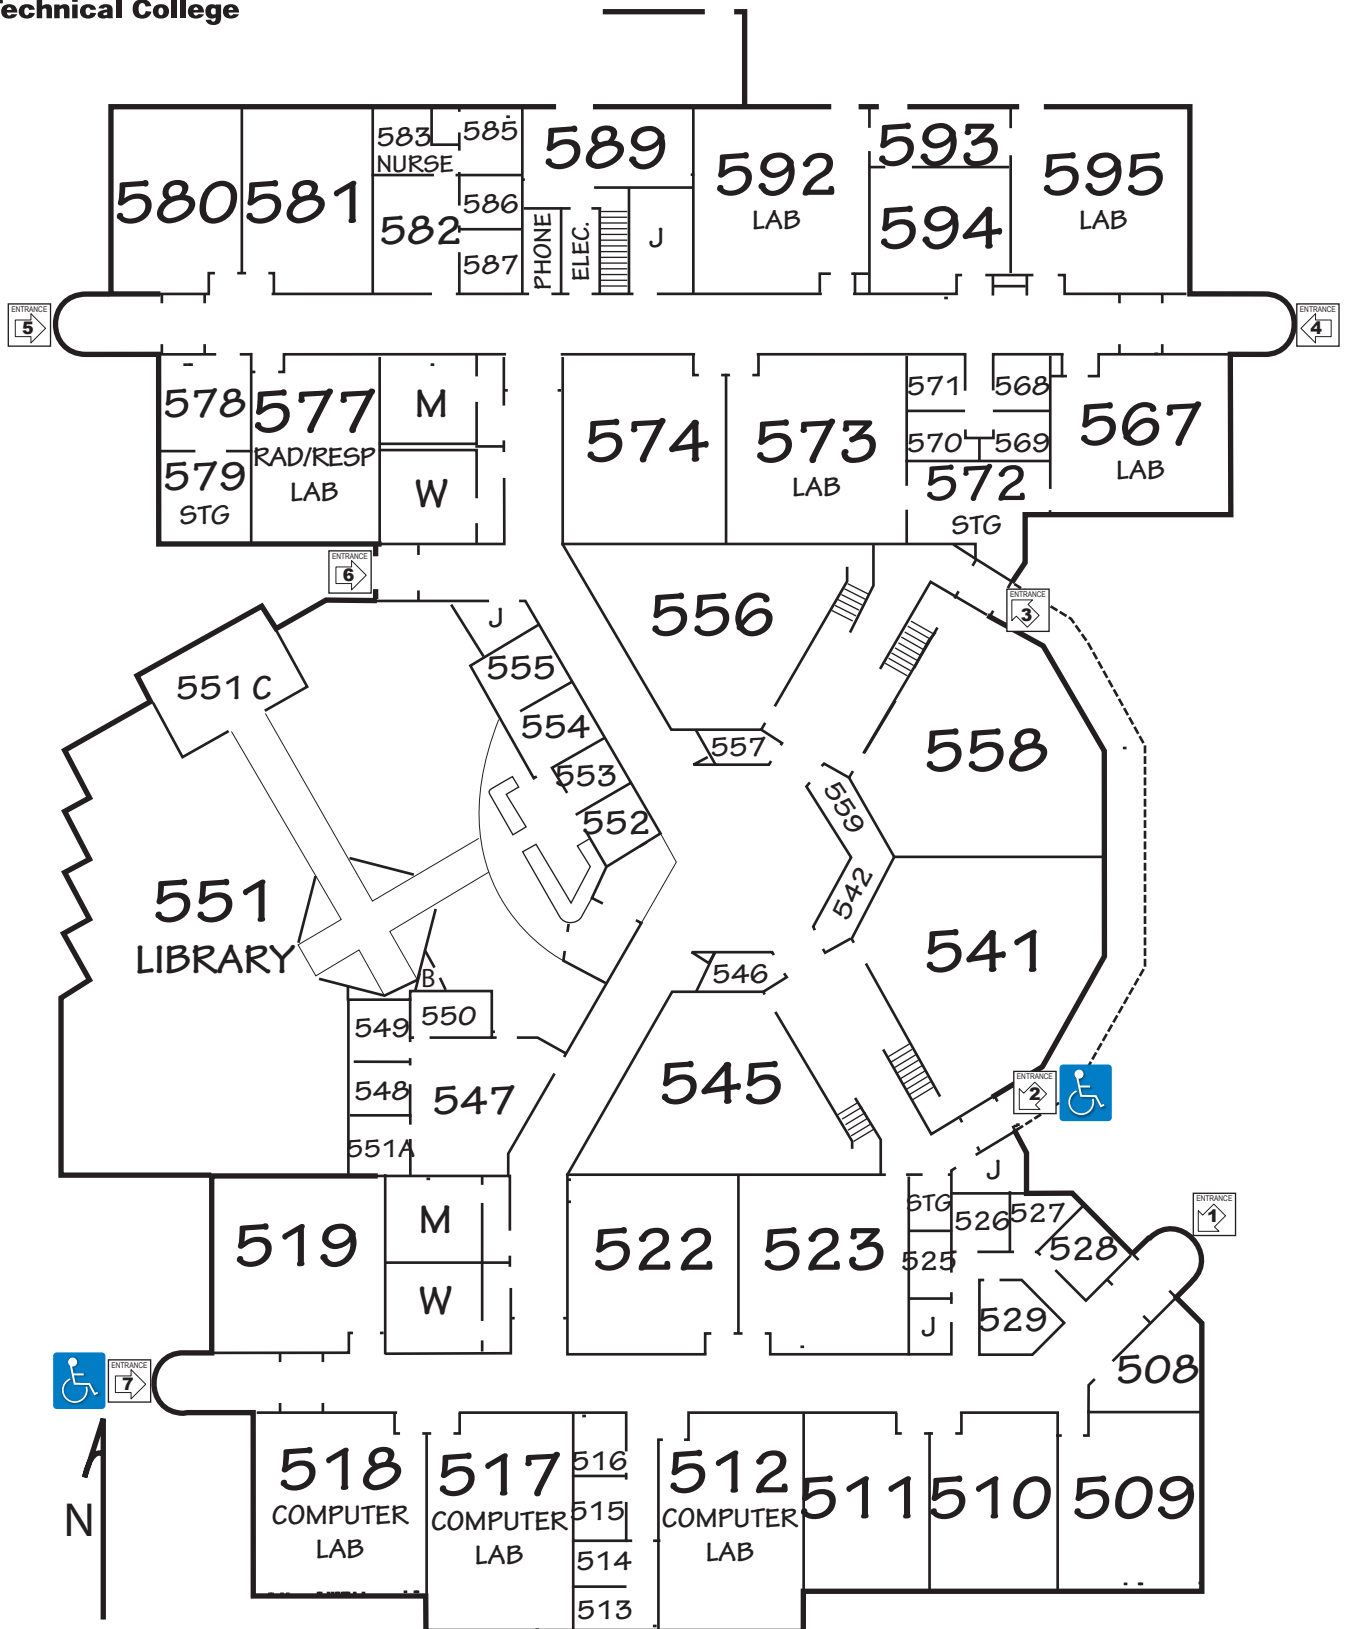 Technical College
580
581
583
NURSE
585
582
586
587
589
PHONE
ELEC.
J
592
LAB
593
594
595
LAB
ENTRANCE
5
ENTRANCE
4
578
579
STG
577
RAD/RESP
LAB
M
W
574
573
LAB
571
568
570
569
572
STG
567
LAB
ENTRANCE
6
ENTRANCE
3
J
555
554
553
552
556
557
558
559
542
541
551 C
551
LIBRARY
B
550
549
548
551A
547
546
545
ENTRANCE
2
519
M
W
522
523
STG
525
J
J
526
527
528
529
508
ENTRANCE
1
ENTRANCE
7
N
518
COMPUTER
LAB
517
COMPUTER
LAB
516
515
514
513
512
COMPUTER
LAB
511
510
509